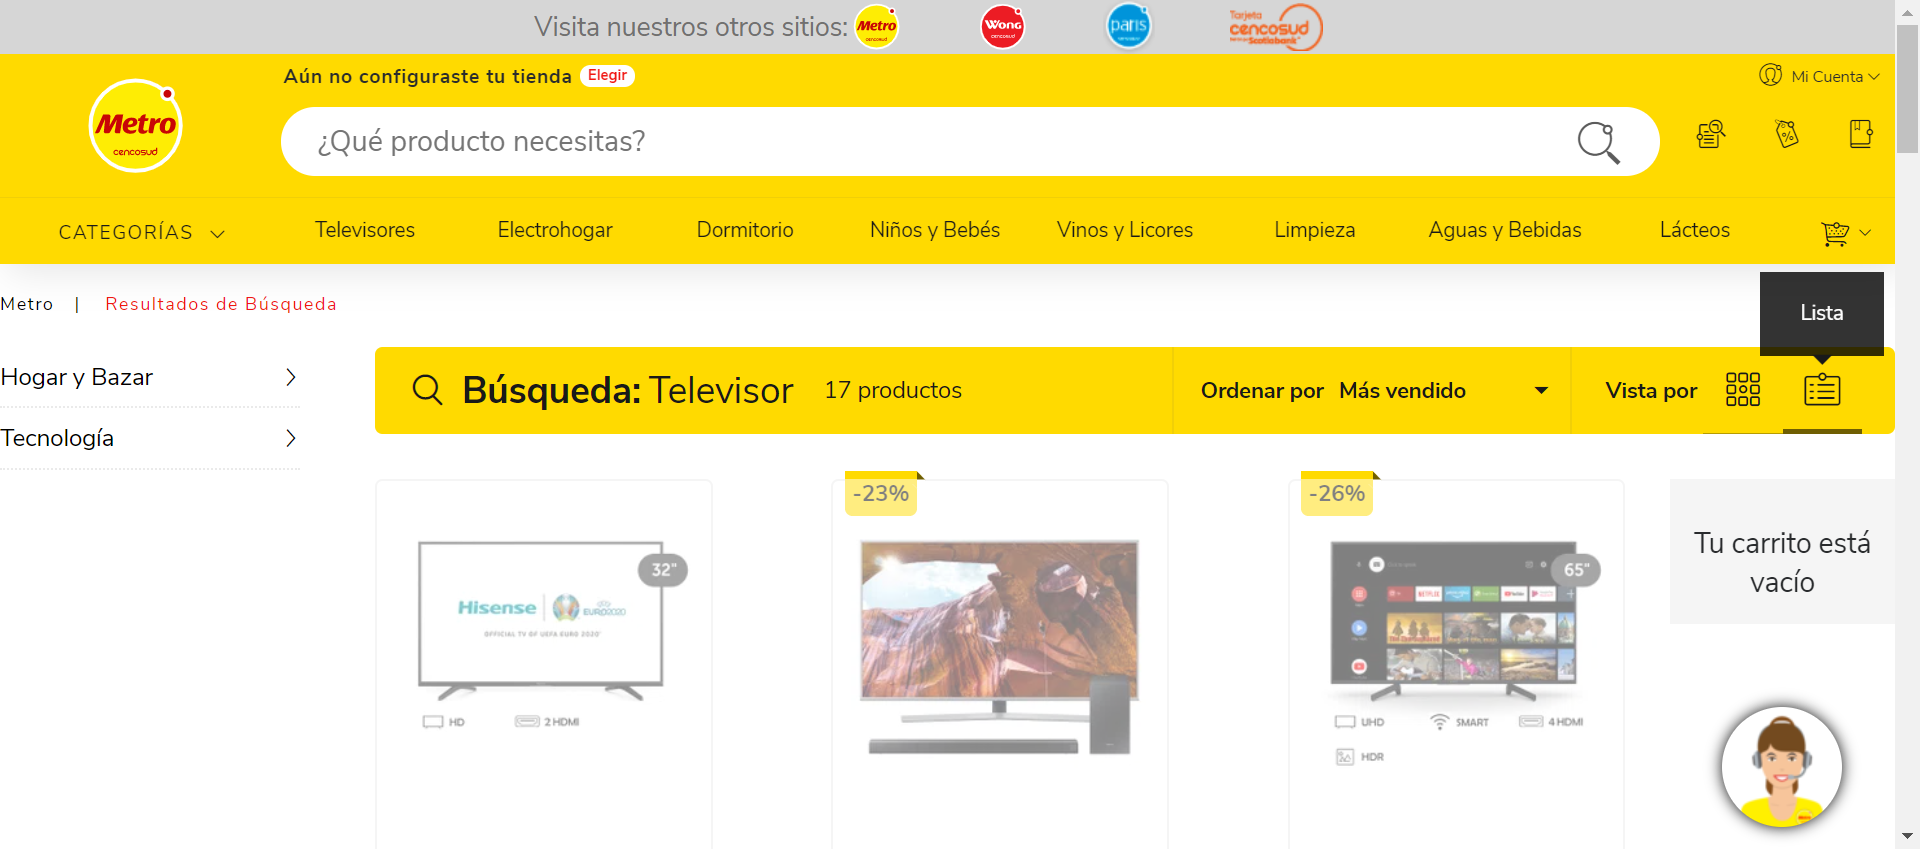 Visita nuestros otros sitios:
Metro
cencosud
Wong
cencosud
paris
Tarjeta
cencosud
Scotiabank
Aún no configuraste tu tienda
Elegir
Mi Cuenta
Metro
cencosud
¿Qué producto necesitas?
CATEGORÍAS
Televisores
Electrohogar
Dormitorio
Niños y Bebés
Vinos y Licores
Limpieza
Aguas y Bebidas
Lácteos
Metro | Resultados de Búsqueda
Lista
Hogar y Bazar
Tecnología
Búsqueda: Televisor 17 productos
Ordenar por Más vendido
Vista por
32"
Hisense
EURO2020
OFFICIAL TV OF UEFA EURO 2020
HD
2 HDMI
-23%
-26%
65"
NETFLIX
UHD
SMART
4 HDMI
HDR
Tu carrito está
vacío